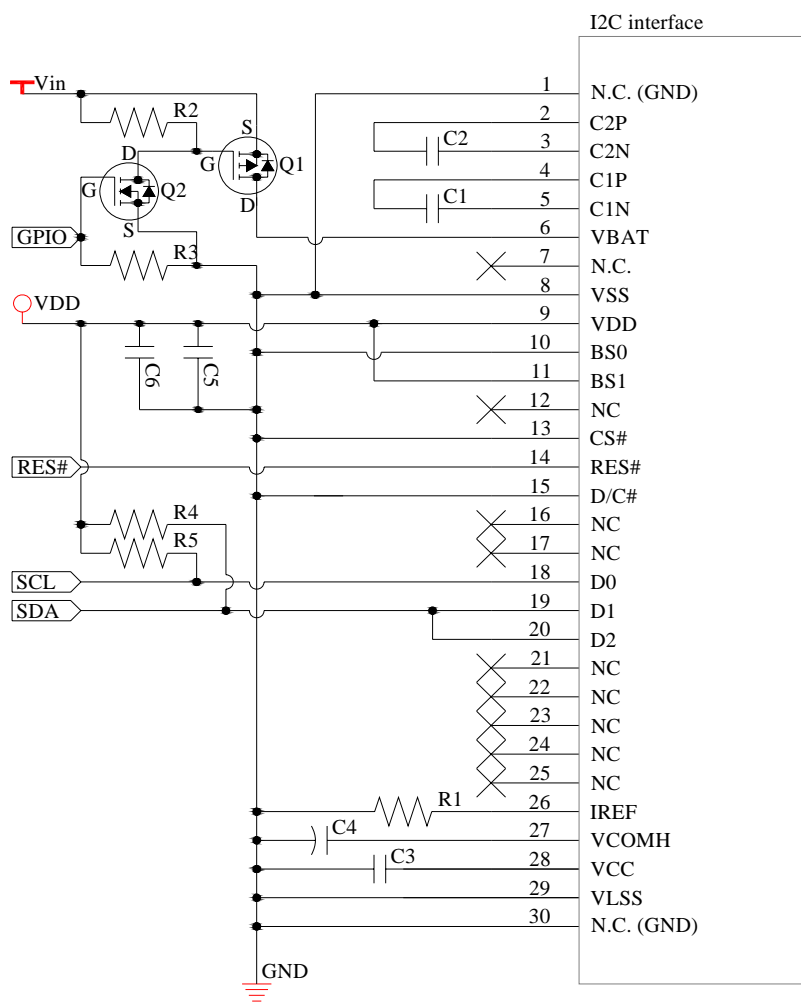 I2C interface
Vin
R2
S
D
G
Q1
G
Q2
D
S
GPIO
R3
VDD
C6
C5
RES#
R4
R5
SCL
SDA
C2
C1
R1
C4
C3
GND
1 N.C. (GND)
2 C2P
3 C2N
4 C1P
5 C1N
6 VBAT
7 N.C.
8 VSS
9 VDD
10 BS0
11 BS1
12 NC
13 CS#
14 RES#
15 D/C#
16 NC
17 NC
18 D0
19 D1
20 D2
21 NC
22 NC
23 NC
24 NC
25 NC
26 IREF
27 VCOMH
28 VCC
29 VLSS
30 N.C. (GND)